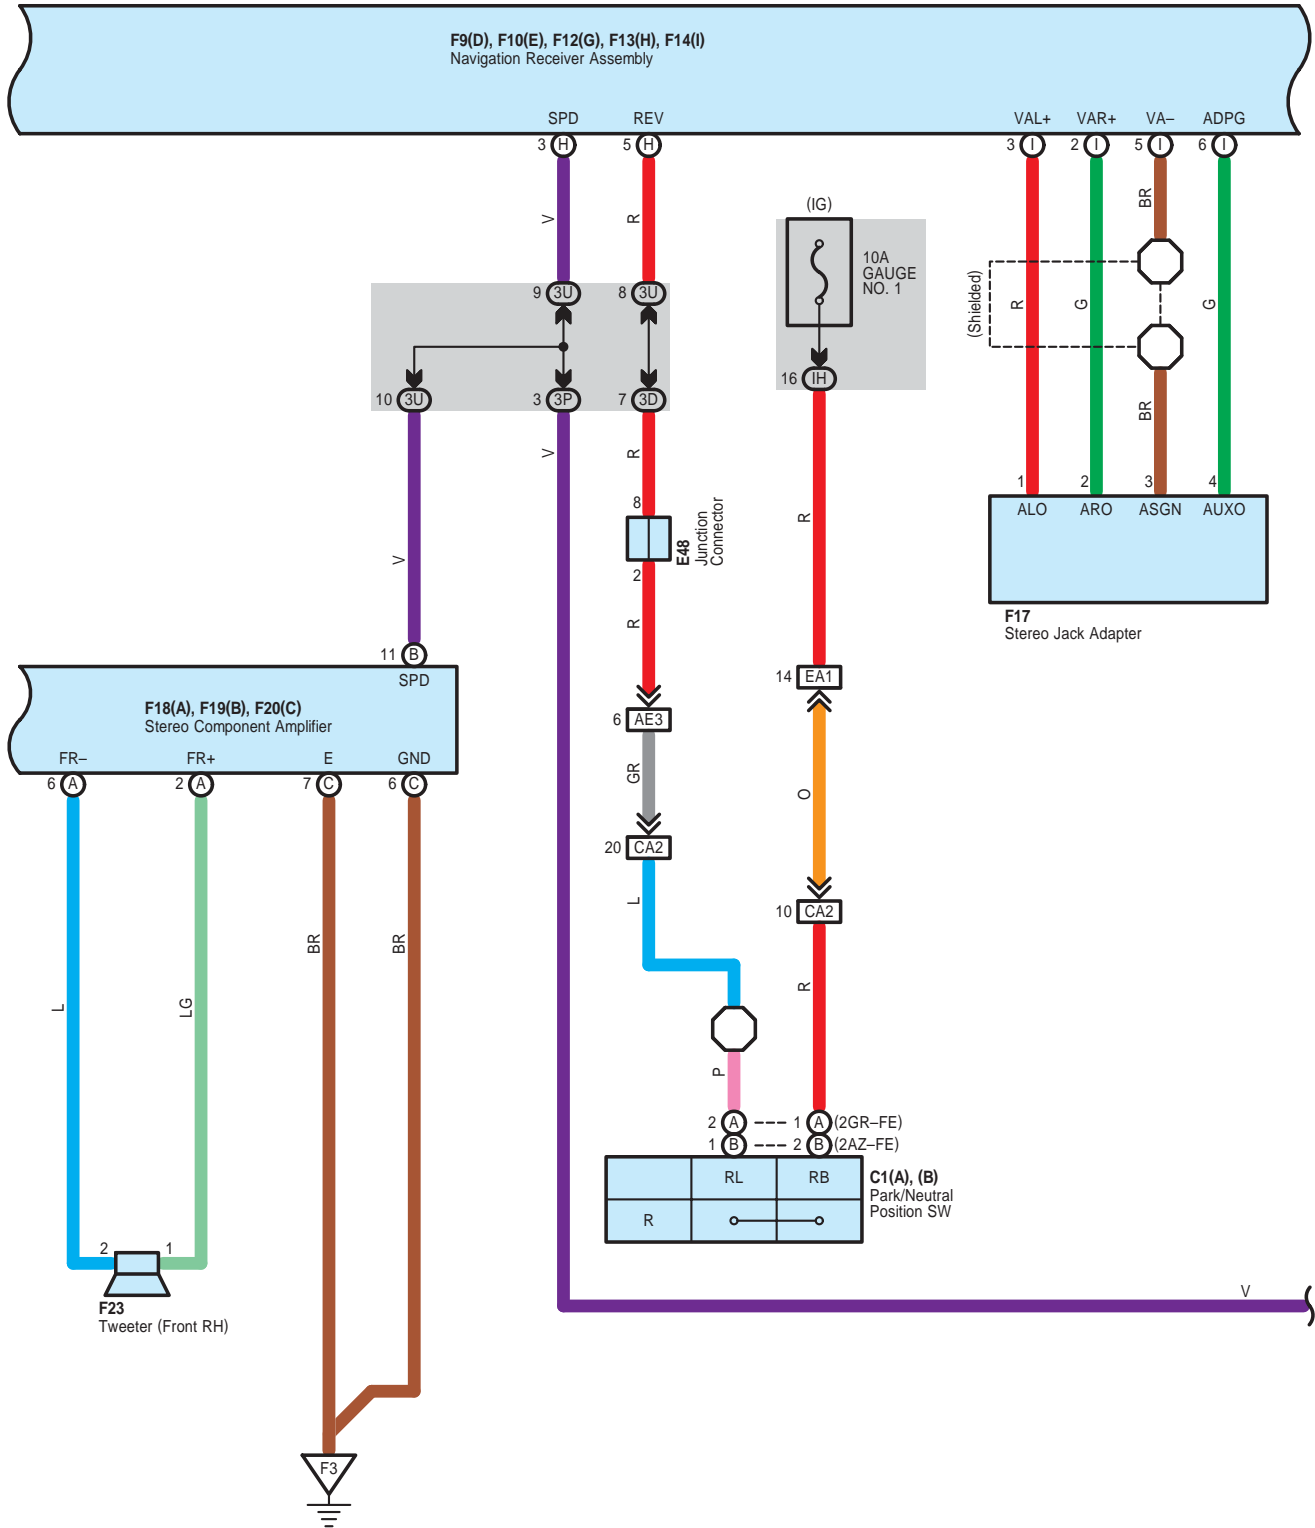 F9(D), F10(E), F12(G), F13(H), F14(I)
Navigation Receiver Assembly
SPD REV VAL+ VAR+ VA– ADPG
3 H 5 H 3 I 2 I 5 I 6 I
V R BR
(IG)
10A
GAUGE
NO. 1
(Shielded)
R G G
9 3U 8 3U
16 IH
10 3U 3 3P 7 3D
BR
V R
1 2 3 4
ALO ARO ASGN AUXO
F17
Stereo Jack Adapter
8
E48
Junction
Connector
2
R
V
R
11 B
SPD
F18(A), F19(B), F20(C)
Stereo Component Amplifier
FR– FR+ E GND
6 A 2 A 7 C 6 C
14 EA1
6 AE3
GR
O
20 CA2
10 CA2
L
R
BR BR
L LG
P
2 A 1 A (2GR–FE)
1 B 2 B (2AZ–FE)
RL RB
R
C1(A), (B)
Park/Neutral
Position SW
2 1
F23
Tweeter (Front RH)
V
F3